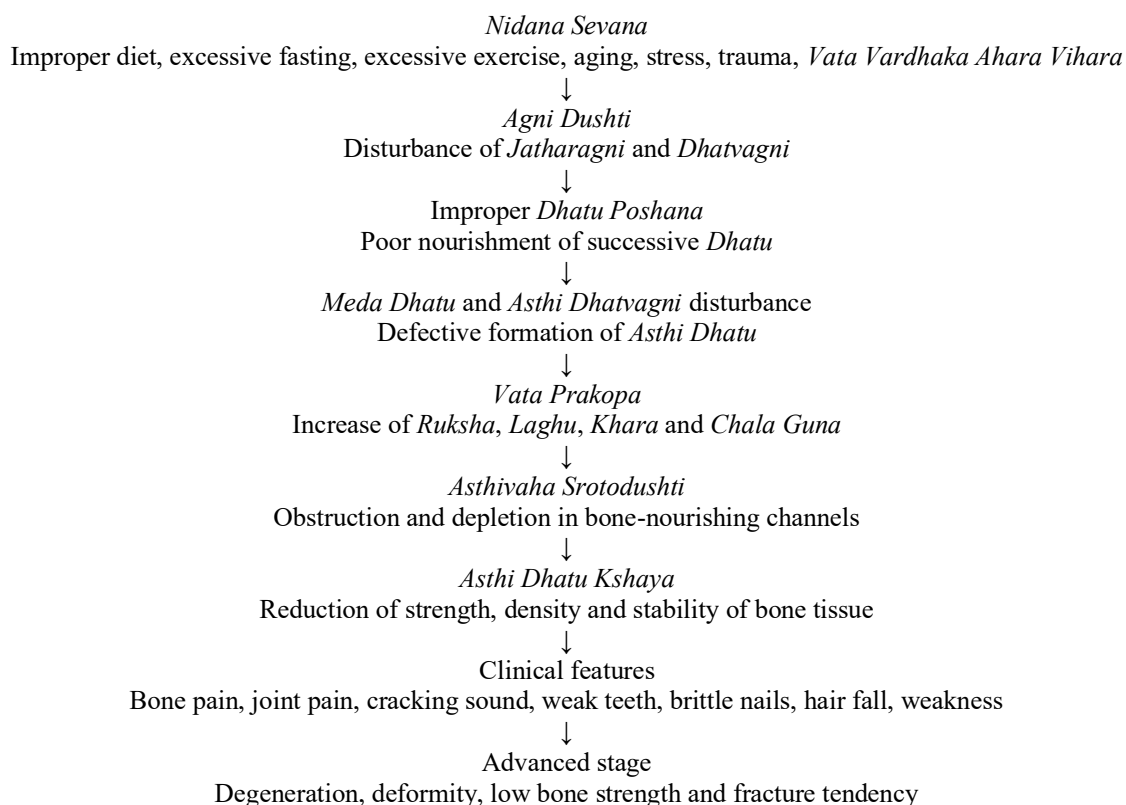 Nidana Sevana
Improper diet, excessive fasting, excessive exercise, aging, stress, trauma, Vata Vardhaka Ahara Vihara
↓
Agni Dushti
Disturbance of Jatharagni and Dhatvagni
↓
Improper Dhatu Poshana
Poor nourishment of successive Dhatu
↓
Meda Dhatu and Asthi Dhatvagni disturbance
Defective formation of Asthi Dhatu
↓
Vata Prakopa
Increase of Ruksha, Laghu, Khara and Chala Guna
↓
Asthivaha Srotodushti
Obstruction and depletion in bone-nourishing channels
↓
Asthi Dhatu Kshaya
Reduction of strength, density and stability of bone tissue
↓
Clinical features
Bone pain, joint pain, cracking sound, weak teeth, brittle nails, hair fall, weakness
↓
Advanced stage
Degeneration, deformity, low bone strength and fracture tendency